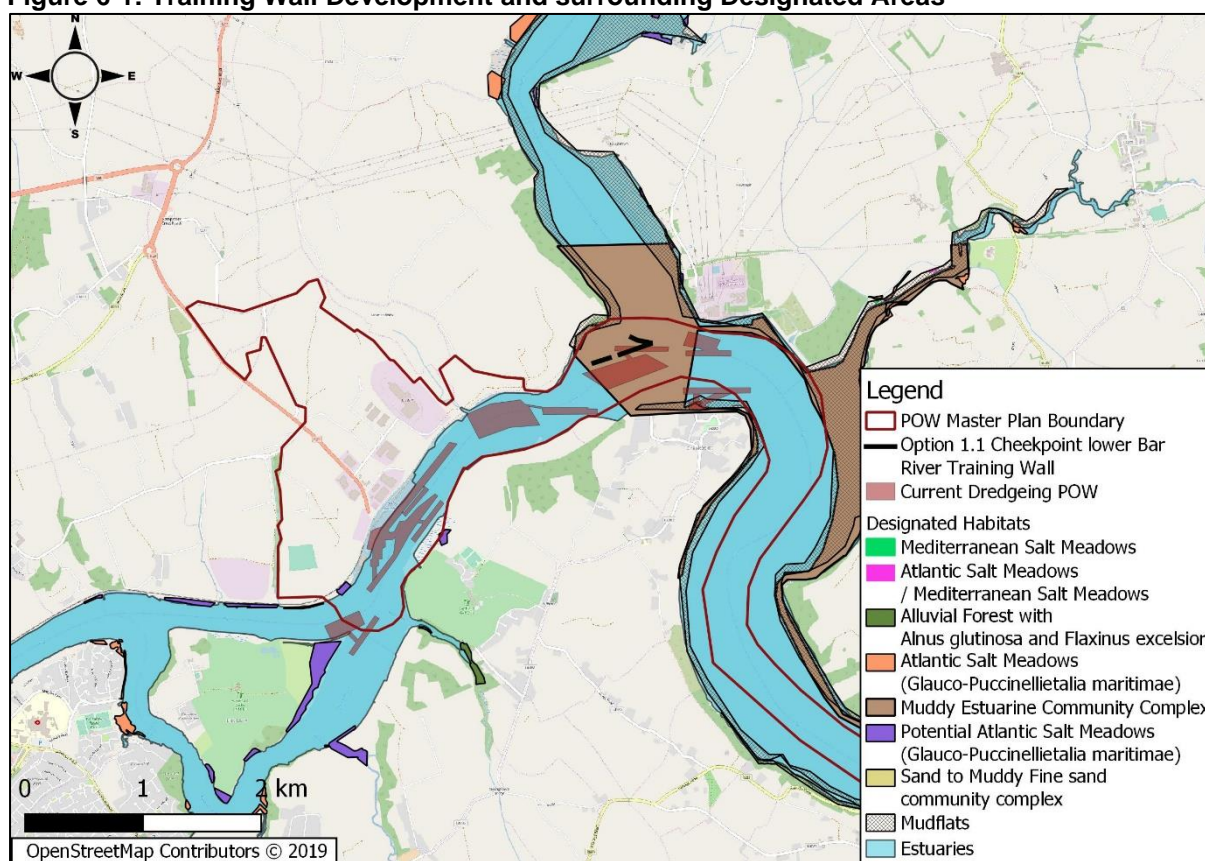 Figure 6-1: Training Wall Development and surrounding Designated Areas
N
W E
S
Legend
POW Master Plan Boundary
Option 1.1 Cheekpoint lower Bar
River Training Wall
Current Dredgeing POW
Designated Habitats
Mediterranean Salt Meadows
Atlantic Salt Meadows
/ Mediterranean Salt Meadows
Alluvial Forest with
Alnus glutinosa and Flaxinus excelsior
Atlantic Salt Meadows
(Glauco-Puccinellietalia maritimae)
Muddy Estuarine Community Complex
Potential Atlantic Salt Meadows
(Glauco-Puccinellietalia maritimae)
Sand to Muddy Fine sand
community complex
Mudflats
Estuaries
0 1 2 km
OpenStreetMap Contributors © 2019